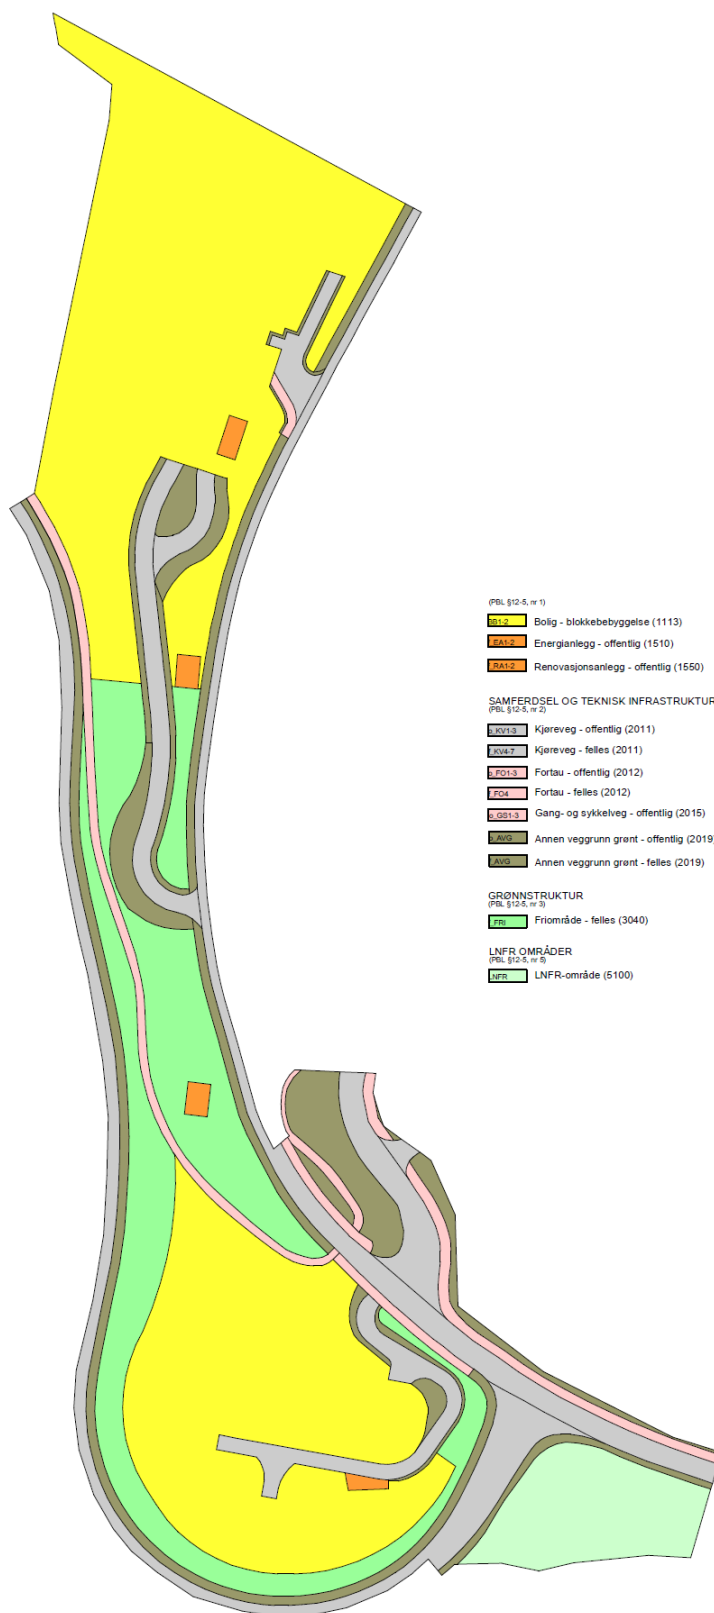 (PBL §12-5, nr 1)
BB1-2 Bolig - blokkebebyggelse (1113)
_EA1-2 Energianlegg - offentlig (1510)
_RA1-2 Renovasjonsanlegg - offentlig (1550)
SAMFERDSEL OG TEKNISK INFRASTRUKTUR
(PBL §12-5, nr 2)
o_KV1-3 Kjøreveg - offentlig (2011)
f_KV4-7 Kjøreveg - felles (2011)
o_FO1-3 Fortau - offentlig (2012)
f_FO4 Fortau - felles (2012)
o_GS1-3 Gang- og sykkelveg - offentlig (2015)
o_AVG Annen veggrunn grønt - offentlig (2019)
f_AVG Annen veggrunn grønt - felles (2019)
GRØNNSTRUKTUR
(PBL §12-5, nr 3)
f_FRI Friområde - felles (3040)
LNFR OMRÅDER
(PBL §12-5, nr 5)
LNFR LNFR-område (5100)